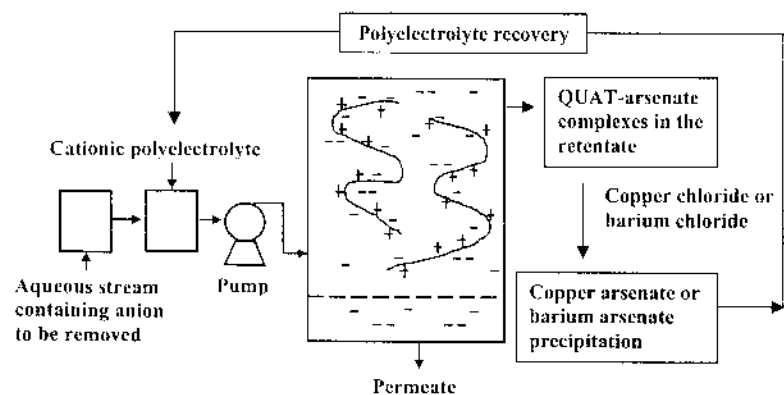 Polyelectrolyte recovery
QUAT-arsenate
complexes in the
retentate
Cationic polyelectrolyte
Copper chloride or
barium chloride
Aqueous stream
containing anion
to be removed
Pump
Copper arsenate or
barium arsenate
precipitation
Permeate